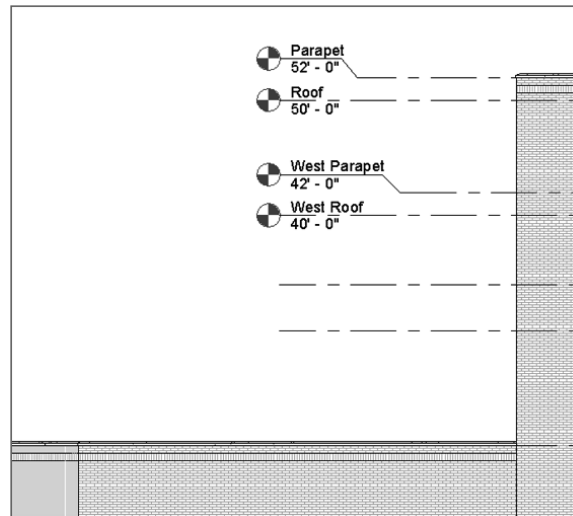 Parapet
52' - 0"
Roof
50' - 0"
West Parapet
42' - 0"
West Roof
40' - 0"